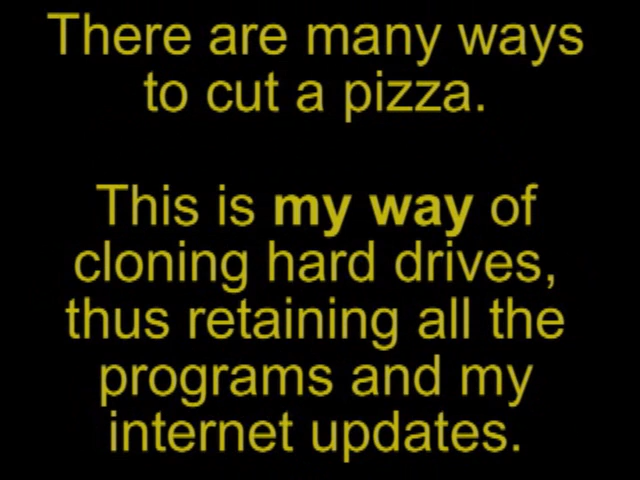 There are many ways
to cut a pizza.
This is my way of
cloning hard drives,
thus retaining all the
programs and my
internet updates.